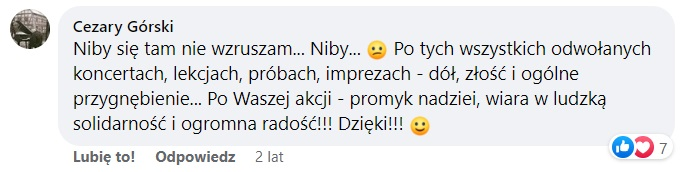 Cezary Górski
Niby się tam nie wzruszam... Niby... 😕 Po tych wszystkich odwołanych
koncertach, lekcjach, próbach, imprezach - dół, złość i ogólne
przygnębienie... Po Waszej akcji - promyk nadziei, wiara w ludzką
solidarność i ogromna radość!!! Dzięki!!! 🙂
7
Lubię to! Odpowiedz 2 lat